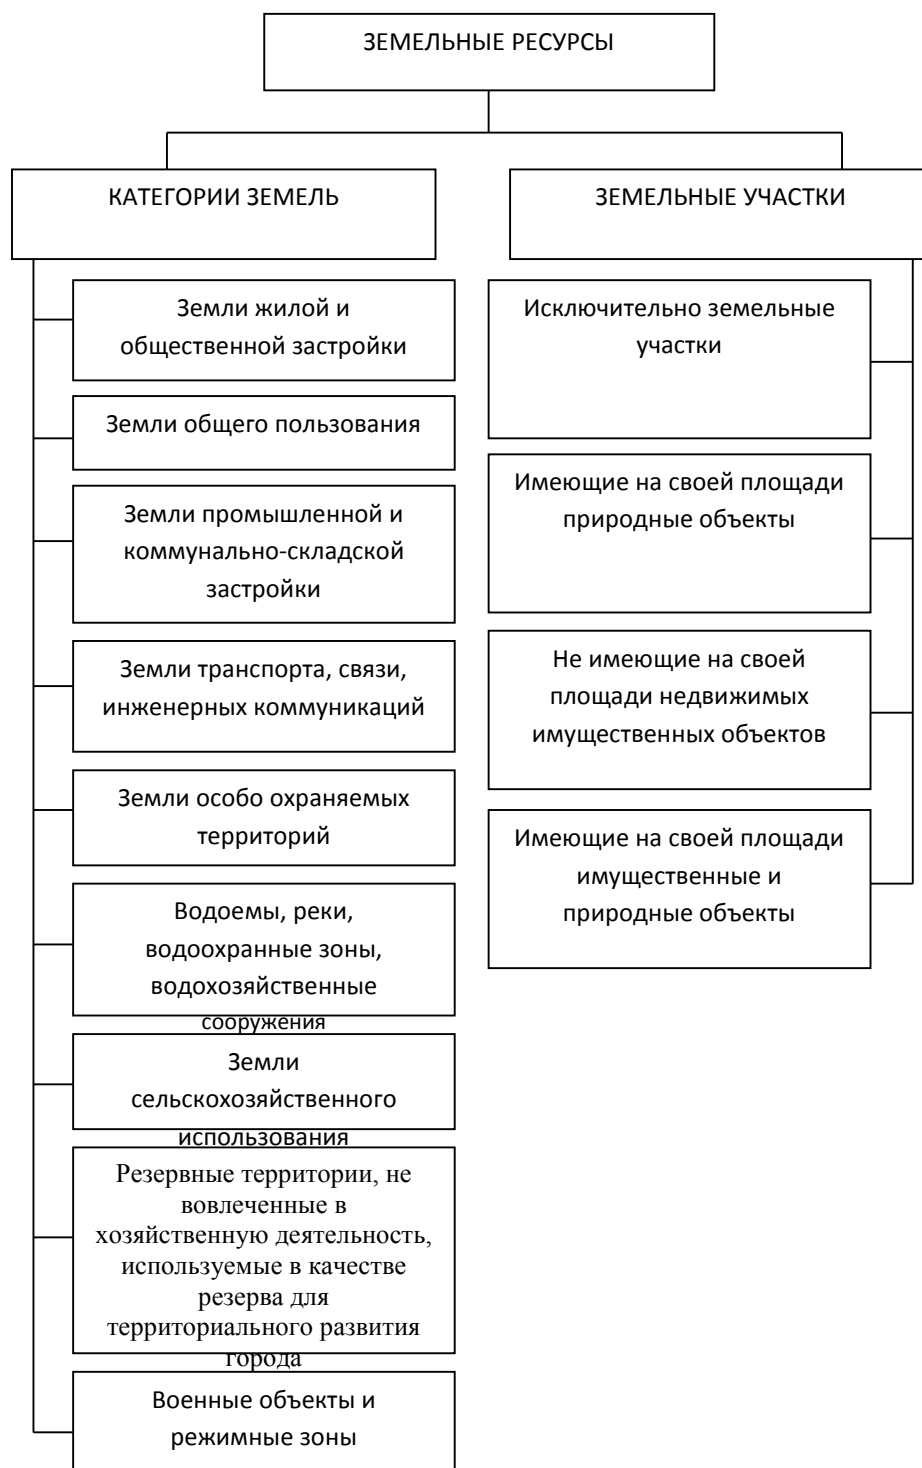 ЗЕМЕЛЬНЫЕ РЕСУРСЫ
КАТЕГОРИИ ЗЕМЕЛЬ
Земли жилой и
общественной застройки
Земли общего пользования
Земли промышленной и
коммунально-складской
застройки
Земли транспорта, связи,
инженерных коммуникаций
Земли особо охраняемых
территорий
Водоемы, реки,
водоохранные зоны,
водохозяйственные
сооружения
Земли
сельскохозяйственного
использования
Резервные территории, не
вовлеченные в
хозяйственную деятельность,
используемые в качестве
резерва для
территориального развития
города
Военные объекты и
режимные зоны
ЗЕМЕЛЬНЫЕ УЧАСТКИ
Исключительно земельные
участки
Имеющие на своей площади
природные объекты
Не имеющие на своей
площади недвижимых
имущественных объектов
Имеющие на своей площади
имущественные и
природные объекты